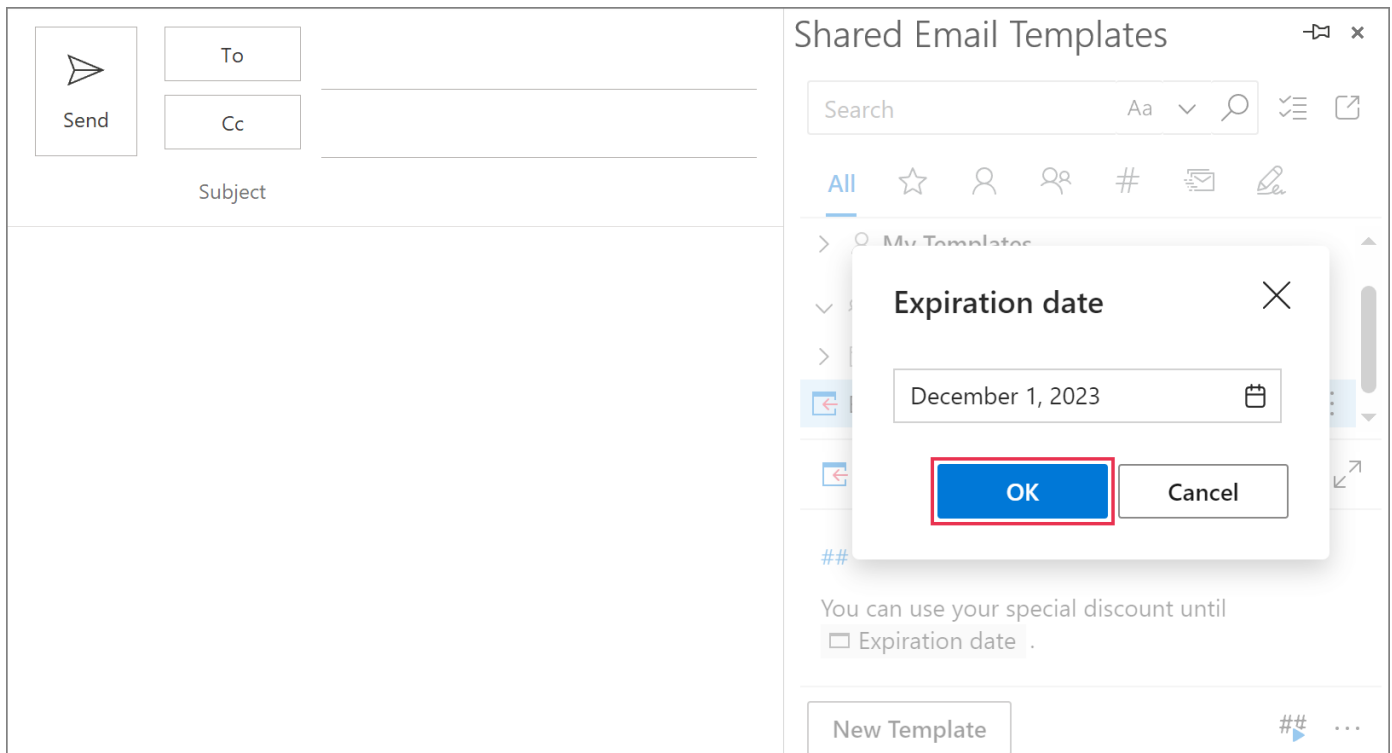 Send
To
Cc
Subject
Shared Email Templates
Search
Aa
All
#
My Templates
Expiration date
December 1, 2023
OK
Cancel
##
You can use your special discount until
Expiration date .
New Template
##